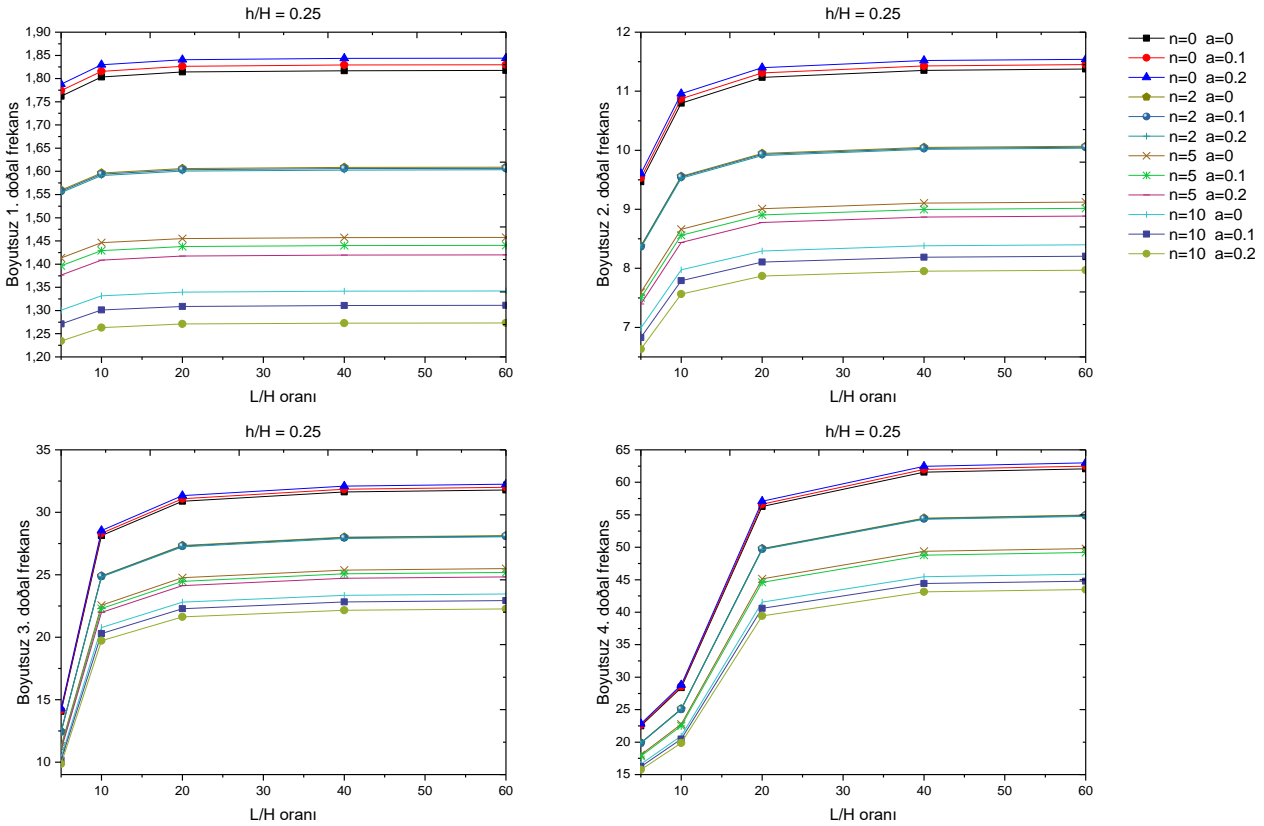 h/H = 0.25
1,90
1,85
1,80
1,75
1,70
1,65
1,60
1,55
1,50
1,45
1,40
1,35
1,30
1,25
1,20
Boyutsuz 1. doðal frekans
10 20 30 40 50 60
L/H oranı
h/H = 0.25
12
11
10
9
8
7
Boyutsuz 2. doðal frekans
10 20 30 40 50 60
L/H oranı
n=0 a=0
n=0 a=0.1
n=0 a=0.2
n=2 a=0
n=2 a=0.1
n=2 a=0.2
n=5 a=0
n=5 a=0.1
n=5 a=0.2
n=10 a=0
n=10 a=0.1
n=10 a=0.2
h/H = 0.25
35
30
25
20
15
10
Boyutsuz 3. doðal frekans
10 20 30 40 50 60
L/H oranı
h/H = 0.25
65
60
55
50
45
40
35
30
25
20
15
Boyutsuz 4. doðal frekans
10 20 30 40 50 60
L/H oranı